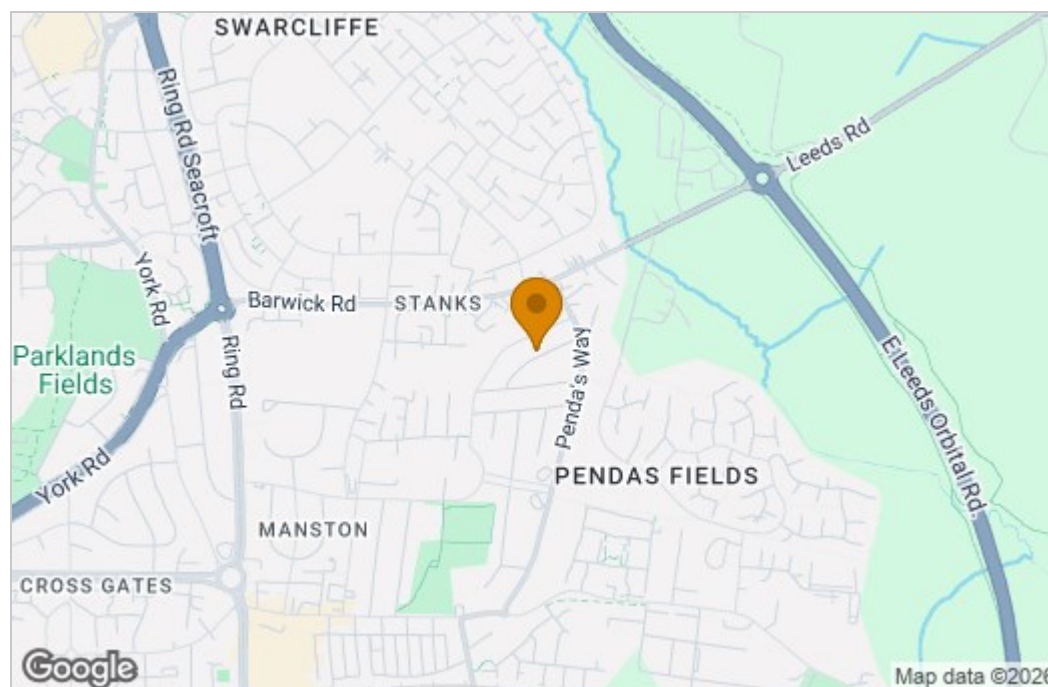 SWARCLIFFE
Ring Rd Seacroft
Leeds Rd
York Rd
Barwick Rd
STANKS
Parklands
Fields
Ring Rd
Penda's Way
E Leeds Orbital Rd.
York Rd
PENDAS FIELDS
MANSTON
CROSS GATES
Google
Map data ©2026